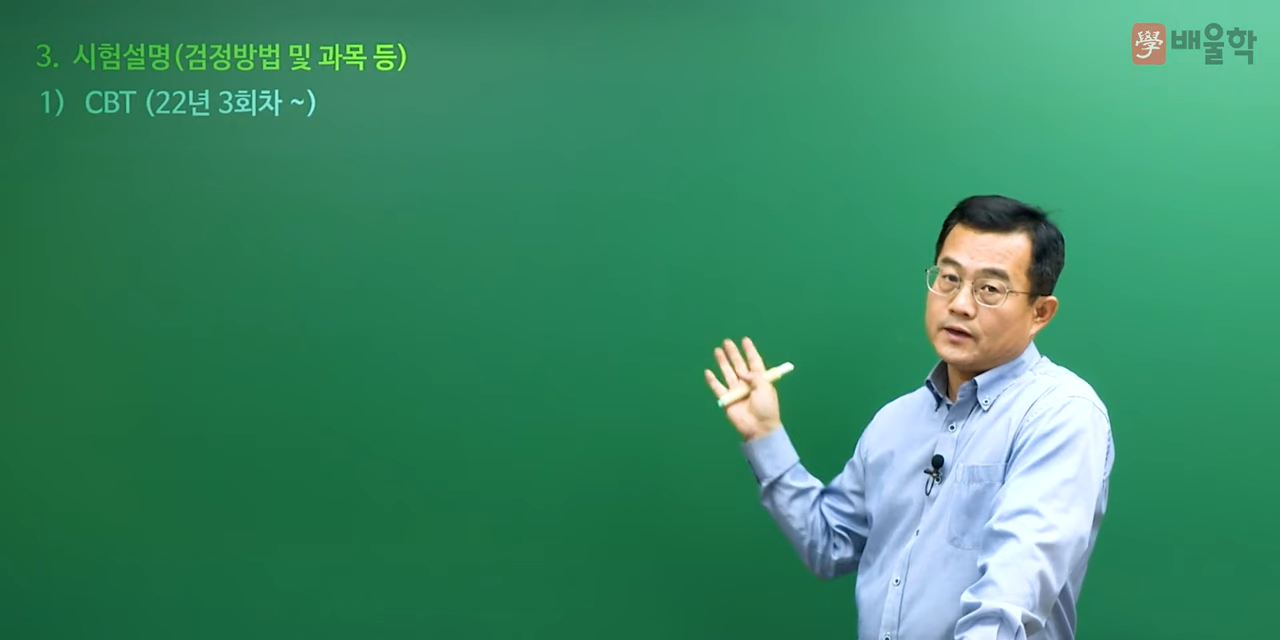 3. 시험설명(검정방법 및 과목 등)
學 배울학
1) CBT (22년 3회차 ~)